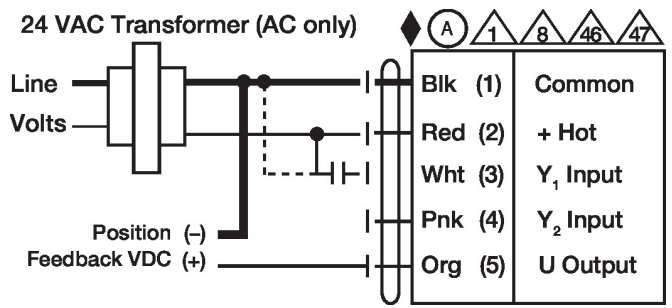 24 VAC Transformer (AC only)
A 1 8 46 47
Line
Volts
Blk (1) Common
Red (2) + Hot
Wht (3) Y₁ Input
Pnk (4) Y₂ Input
Position (–)
Feedback VDC (+)
Org (5) U Output